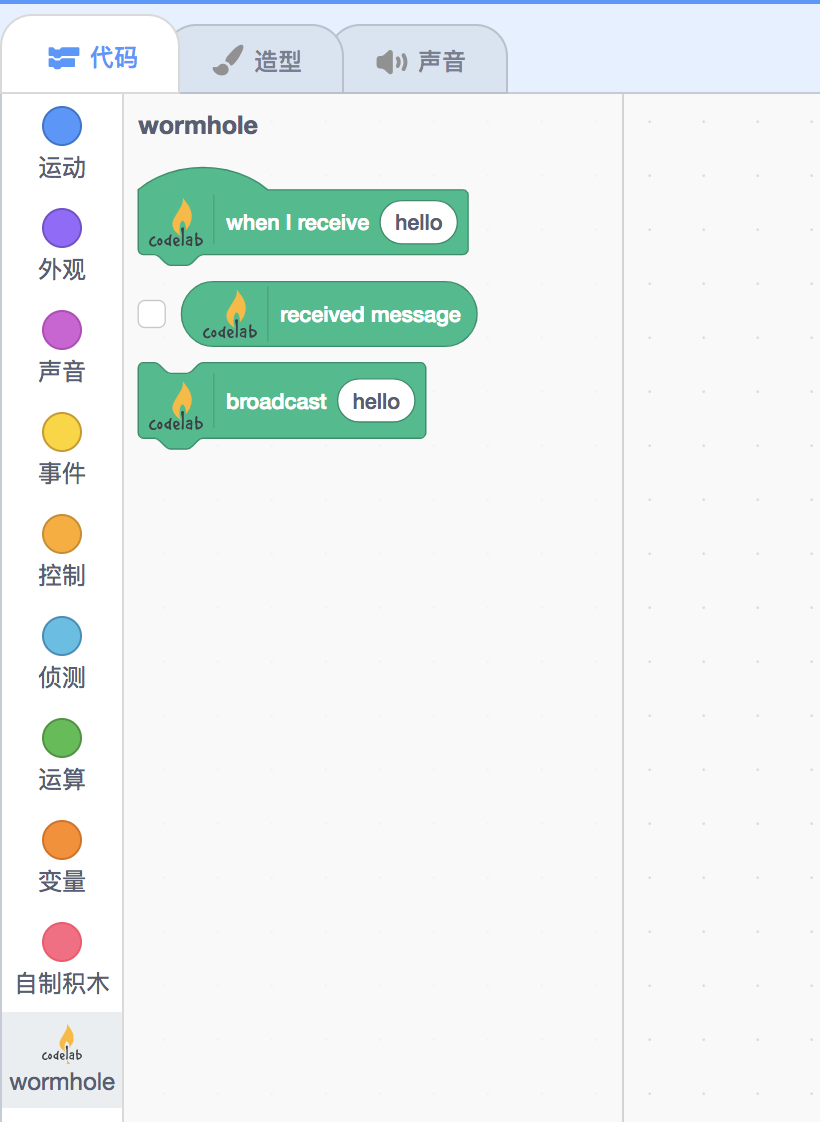 代码
造型
声音
运动
外观
声音
事件
控制
侦测
运算
变量
自制积木
codelab
wormhole
wormhole
codelab when I receive hello
codelab received message
codelab broadcast hello